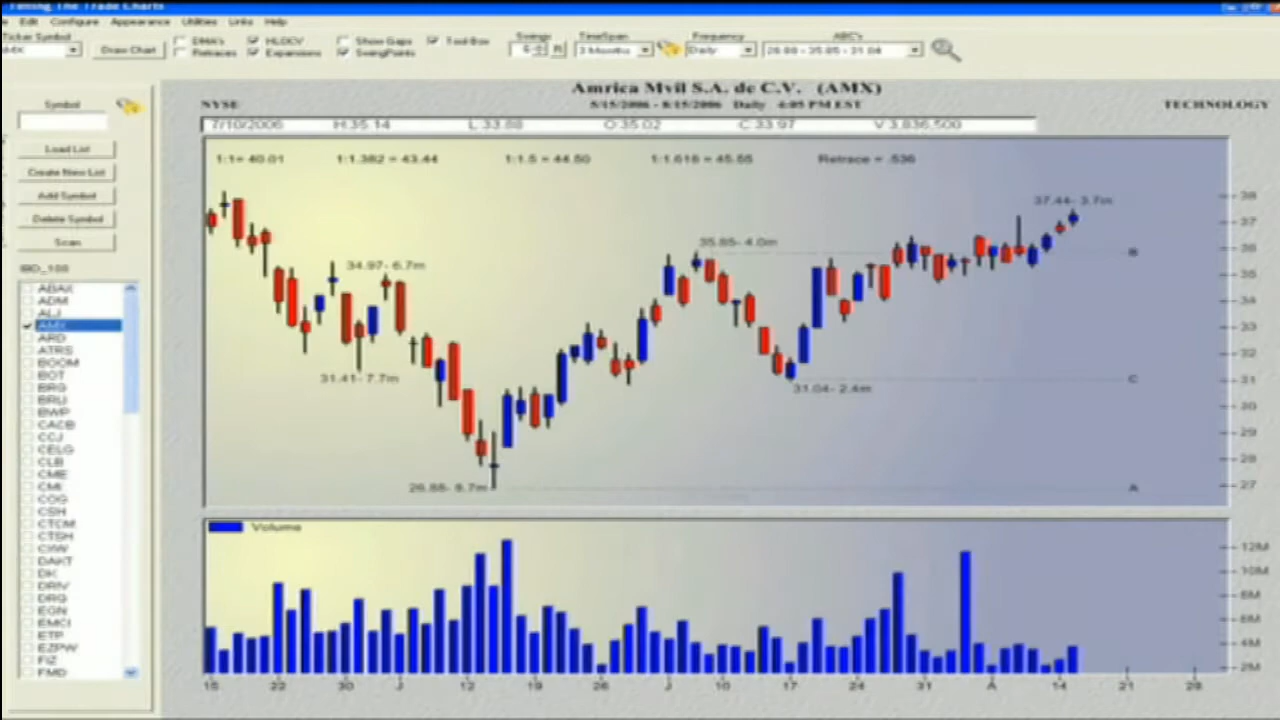 Timing The Trade Charts
Edit Configure Appearance Utilities Links Help
Ticker Symbol
AMX
Draw Chart
DMA's
Retraces
HLOCV
Expansions
Show Gaps
SwingPoints
Tool Box
Swings
6
R
TimeSpan
3 Months
Frequency
Daily
ABC's
26.88 - 35.85 - 31.04
Symbol
Load List
Create New List
Add Symbol
Delete Symbol
Scan
IBD_100
ABAX
ADM
ALJ
AMX
ARD
ATRS
BOOM
BOT
BRG
BRLI
BWP
CACB
CCJ
CELG
CLB
CME
CMI
COG
CSH
CTCM
CTSH
CXW
DAKT
DK
DRIV
DRQ
EGN
EMCI
ETP
EZPW
FIZ
FMD
Amrica Mvil S.A. de C.V. (AMX)
NYSE
5/15/2006 - 8/15/2006 Daily 4:05 PM EST
TECHNOLOGY
7/10/2006 H:35.14 L:33.88 O:35.02 C:33.97 V:3,836,500
1:1= 40.01 1:1.382 = 43.44 1:1.5 = 44.50 1:1.618 = 45.55 Retrace = .536
37.44- 3.7m
35.85- 4.0m
34.97- 6.7m
31.41- 7.7m
31.04- 2.4m
26.88- 8.7m
B
C
A
38
37
36
35
34
33
32
31
30
29
28
27
Volume
12M
10M
8M
6M
4M
2M
15 22 30 J 12 19 26 J 10 17 24 31 A 14 21 28